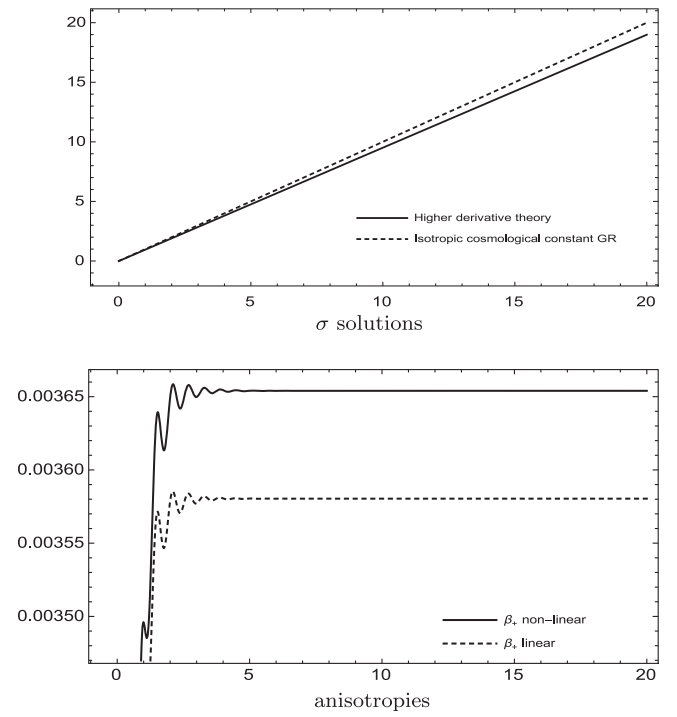 20
15
10
5
0
Higher derivative theory
Isotropic cosmological constant GR
0 5 10 15 20
σ solutions
0.00365
0.00360
0.00355
0.00350
β+ non−linear
β+ linear
0 5 10 15 20
anisotropies